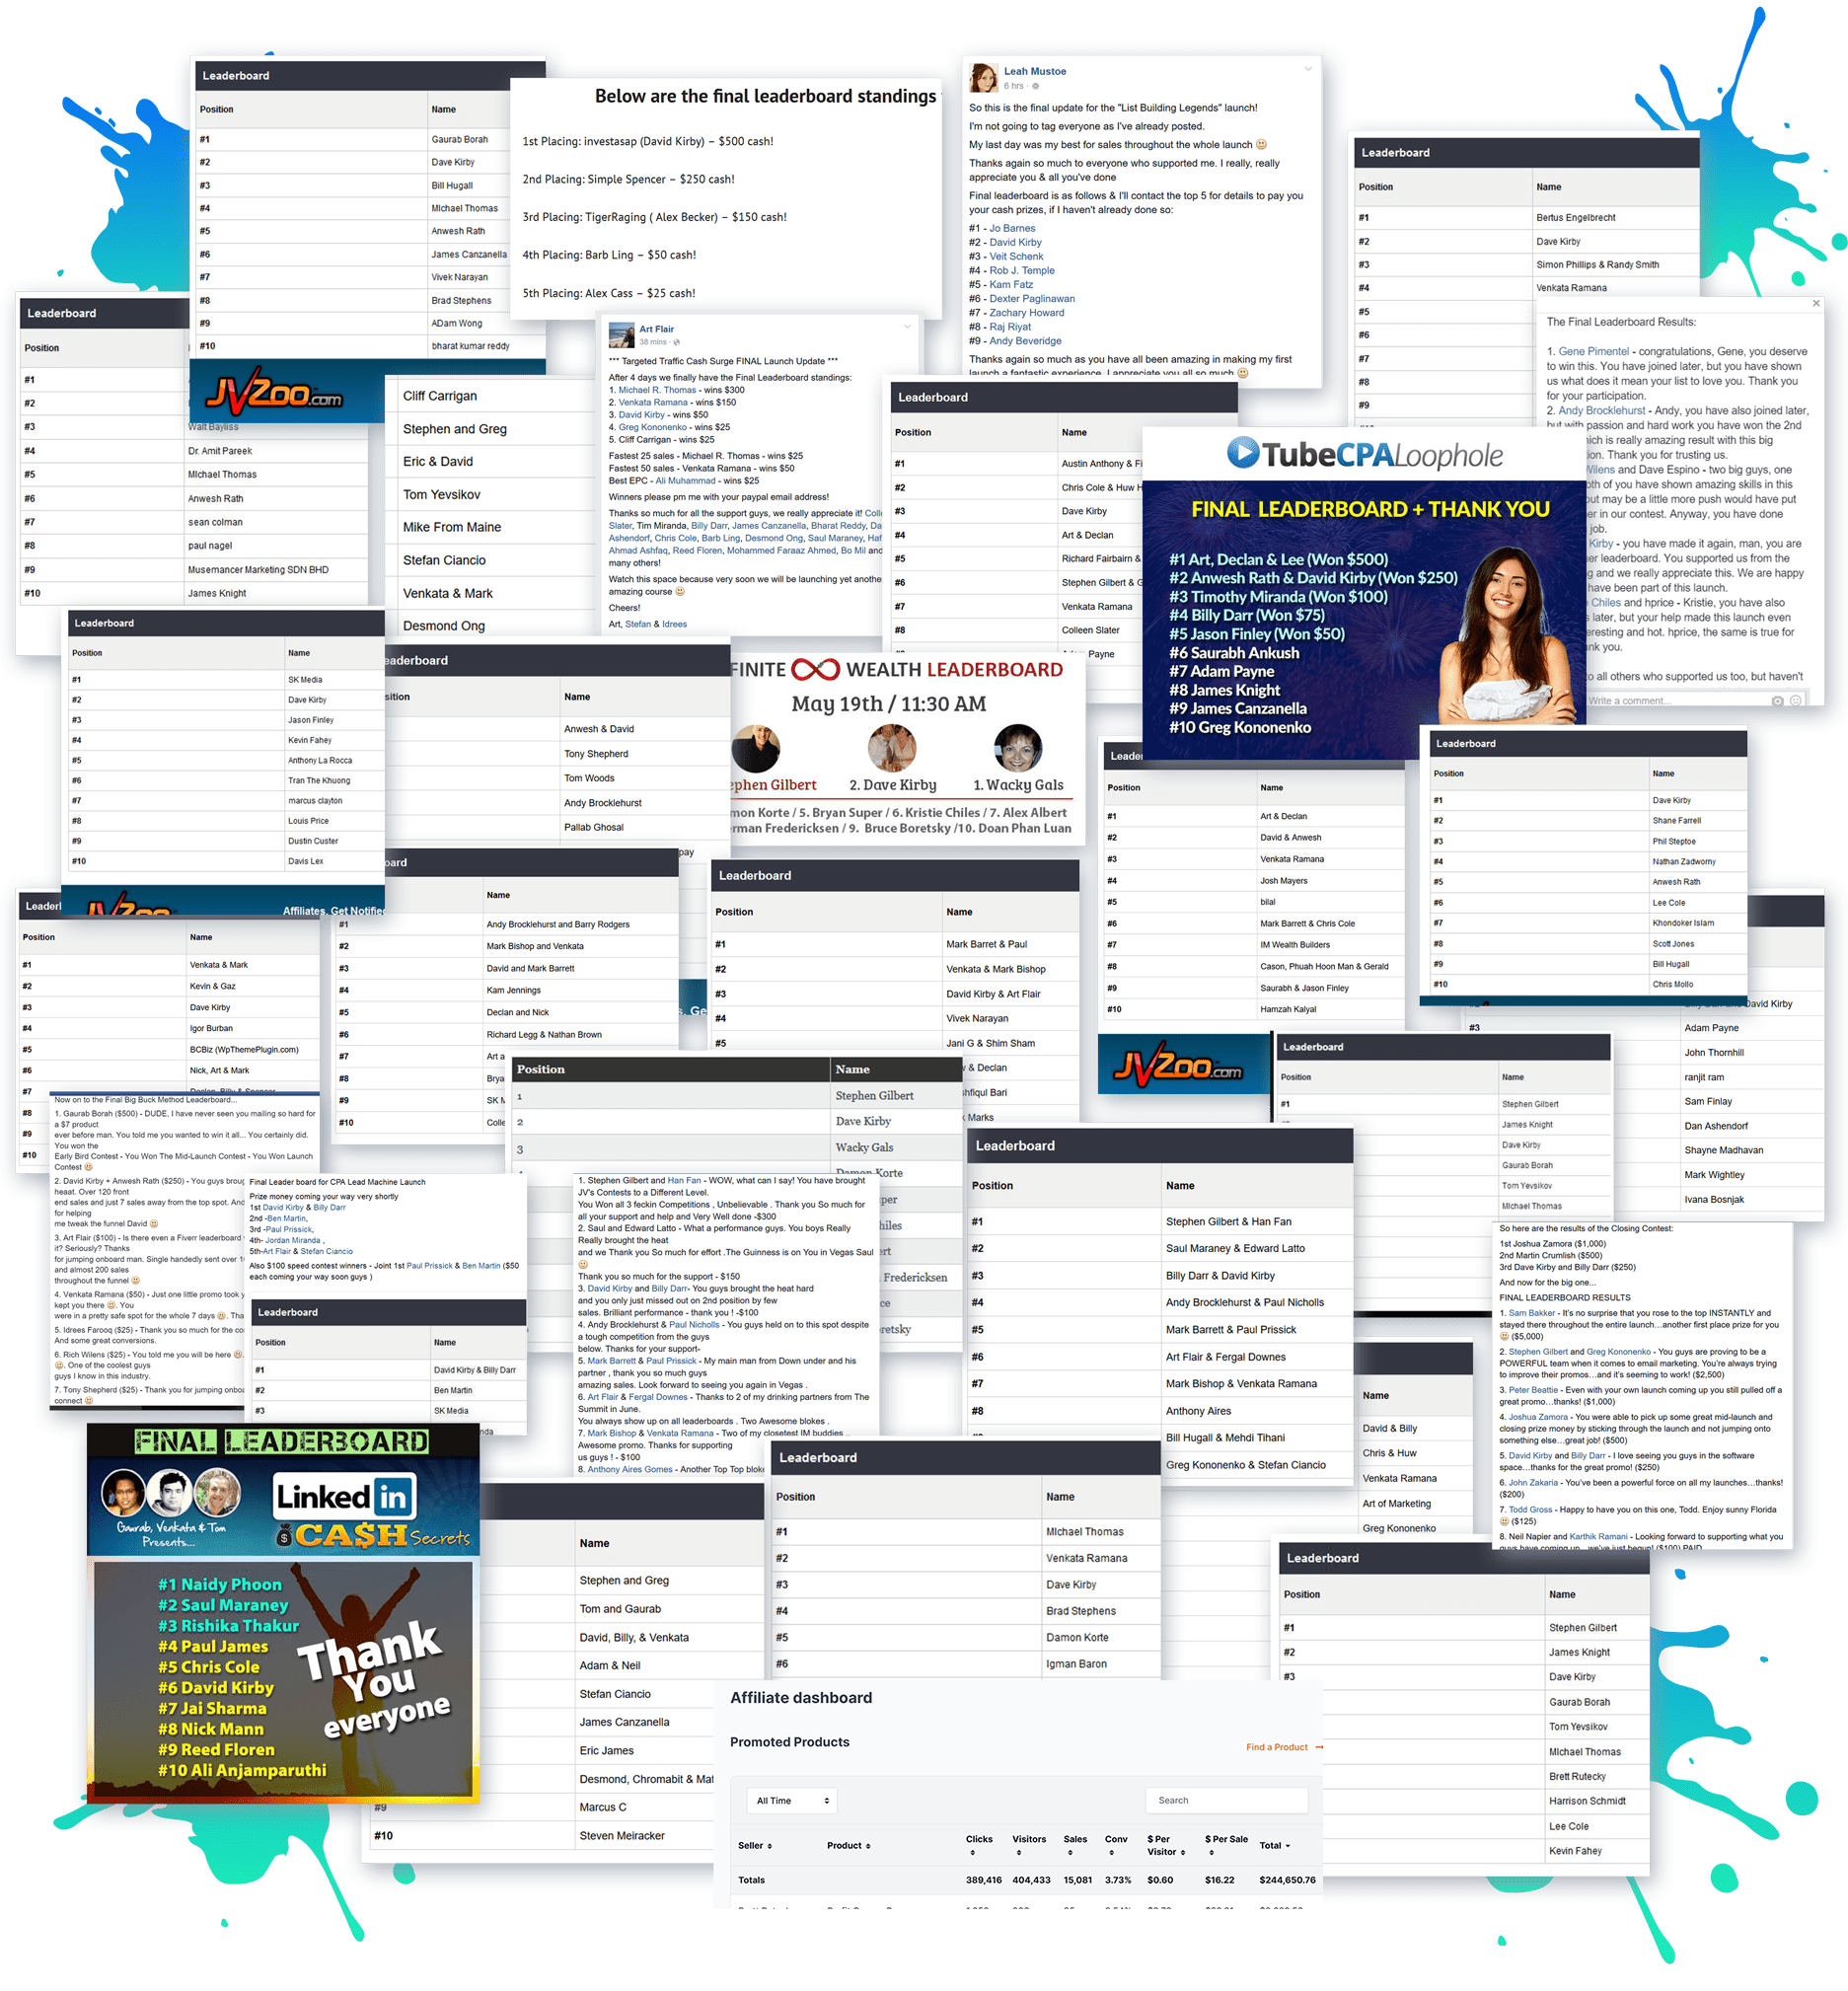 Leaderboard
Position Name
#1 Gaurab Borah
#2 Dave Kirby
#3 Bill Hugall
#4 MIchael Thomas
#5 Anwesh Rath
#6 James Canzanella
#7 Vivek Narayan
#8 Brad Stephens
#9 ADam Wong
#10 bharat kumar reddy
JVZoo.com
Below are the final leaderboard standings
1st Placing: investasap (David Kirby) – $500 cash!
2nd Placing: Simple Spencer – $250 cash!
3rd Placing: TigerRaging ( Alex Becker) – $150 cash!
4th Placing: Barb Ling – $50 cash!
5th Placing: Alex Cass – $25 cash!
Leah Mustoe
6 hrs ·
So this is the final update for the "List Building Legends" launch!
I'm not going to tag everyone as I've already posted.
My last day was my best for sales throughout the whole launch
Thanks again so much to everyone who supported me. I really, really
appreciate you & all you've done
Final leaderboard is as follows & I'll contact the top 5 for details to pay you
your cash prizes, if I haven't already done so:
#1 - Jo Barnes
#2 - David Kirby
#3 - Veit Schenk
#4 - Rob J. Temple
#5 - Kam Fatz
#6 - Dexter Paglinawan
#7 - Zachary Howard
#8 - Raj Riyat
#9 - Andy Beveridge
Thanks again so much as you have all been amazing in making my first
launch a fantastic experience. I appreciate you all so much
Leaderboard
Position Name
#1 Bertus Engelbrecht
#2 Dave Kirby
#3 Simon Phillips & Randy Smith
#4 Venkata Ramana
#5
#6
#7
#8
#9
The Final Leaderboard Results:
1. Gene Pimentel - congratulations, Gene, you deserve
to win this. You have joined later, but you have shown
us what does it mean your list to love you. Thank you
for your participation.
2. Andy Brocklehurst - Andy, you have also joined later,
but with passion and hard work you have won the 2nd
which is really amazing result with this big
tion. Thank you for trusting us.
Wilens and Dave Espino - two big guys, one
oth of you have shown amazing skills in this
but may be a little more push would have put
er in our contest. Anyway, you have done
job.
Kirby - you have made it again, man, you are
er leaderboard. You supported us from the
g and we really appreciate this. We are happy
have been part of this launch.
Chiles and hprice - Kristie, you have also
later, but your help made this launch even
eresting and hot. hprice, the same is true for
nk you.
to all others who supported us too, but haven't
Write a comment...
Leaderboard
Position
#1
#2
#3 Walt Bayliss
#4 Dr. Amit Pareek
#5 MIchael Thomas
#6 Anwesh Rath
#7 sean colman
#8 paul nagel
#9 Musemancer Marketing SDN BHD
#10 James Knight
Cliff Carrigan
Stephen and Greg
Eric & David
Tom Yevsikov
Mike From Maine
Stefan Ciancio
Venkata & Mark
Desmond Ong
Art Flair
38 mins ·
*** Targeted Traffic Cash Surge FINAL Launch Update ***
After 4 days we finally have the Final Leaderboard standings:
1. Michael R. Thomas - wins $300
2. Venkata Ramana - wins $150
3. David Kirby - wins $50
4. Greg Kononenko - wins $25
5. Cliff Carrigan - wins $25
Fastest 25 sales - Michael R. Thomas - wins $25
Fastest 50 sales - Venkata Ramana - wins $50
Best EPC - Ali Muhammad - wins $25
Winners please pm me with your paypal email address!
Thanks so much for all the support guys, we really appreciate it! Colle
Slater, Tim Miranda, Billy Darr, James Canzanella, Bharat Reddy, Da
Ashendorf, Chris Cole, Barb Ling, Desmond Ong, Saul Maraney, Haf
Ahmad Ashfaq, Reed Floren, Mohammed Faraaz Ahmed, Bo Mil and
many others!
Watch this space because very soon we will be launching yet anothe
amazing course
Cheers!
Art, Stefan & Idrees
Leaderboard
Position Name
#1 Austin Anthony & Fi
#2 Chris Cole & Huw H
#3 Dave Kirby
#4 Art & Declan
#5 Richard Fairbairn &
#6 Stephen Gilbert & G
#7 Venkata Ramana
#8 Colleen Slater
Payne
TubeCPALoophole
FINAL LEADERBOARD + THANK YOU
#1 Art, Declan & Lee (Won $500)
#2 Anwesh Rath & David Kirby (Won $250)
#3 Timothy Miranda (Won $100)
#4 Billy Darr (Won $75)
#5 Jason Finley (Won $50)
#6 Saurabh Ankush
#7 Adam Payne
#8 James Knight
#9 James Canzanella
#10 Greg Kononenko
Leaderboard
Position Name
#1 SK Media
#2 Dave Kirby
#3 Jason Finley
#4 Kevin Fahey
#5 Anthony La Rocca
#6 Tran The Khuong
#7 marcus clayton
#8 Louis Price
#9 Dustin Custer
#10 Davis Lex
JVZoo
Affiliates, Get Notified
eaderboard
sition Name
Anwesh & David
Tony Shepherd
Tom Woods
Andy Brocklehurst
Pallab Ghosal
pay
FINITE WEALTH LEADERBOARD
May 19th / 11:30 AM
ephen Gilbert 2. Dave Kirby 1. Wacky Gals
mon Korte / 5. Bryan Super / 6. Kristie Chiles / 7. Alex Albert
erman Fredericksen / 9. Bruce Boretsky /10. Doan Phan Luan
Leader
Position Name
#1 Art & Declan
#2 David & Anwesh
#3 Venkata Ramana
#4 Josh Mayers
#5 bilal
#6 Mark Barrett & Chris Cole
#7 IM Wealth Builders
#8 Cason, Phuah Hoon Man & Gerald
#9 Saurabh & Jason Finley
#10 Hamzah Kalyal
JVZoo.com
Leaderboard
Position Name
#1 Dave Kirby
#2 Shane Farrell
#3 Phil Steptoe
#4 Nathan Zadworny
#5 Anwesh Rath
#6 Lee Cole
#7 Khondoker Islam
#8 Scott Jones
#9 Bill Hugall
#10 Chris Mollo
Leaderl
Position Name
#1 Venkata & Mark
#2 Kevin & Gaz
#3 Dave Kirby
#4 Igor Burban
#5 BCBiz (WpThemePlugin.com)
#6 Nick, Art & Mark
#7 Declan, Billy & Spencer
#8
#9
#10
oard
Name
#1 Andy Brocklehurst and Barry Rodgers
#2 Mark Bishop and Venkata
#3 David and Mark Barrett
#4 Kam Jennings
#5 Declan and Nick
#6 Richard Legg & Nathan Brown
#7 Art a
#8 Brya
#9 SK M
#10 Colle
s, Ge
Leaderboard
Position Name
#1 Mark Barret & Paul
#2 Venkata & Mark Bishop
#3 David Kirby & Art Flair
#4 Vivek Narayan
#5 Jani G & Shim Sham
& Declan
shfiqul Bari
Marks
David Kirby
#3 Adam Payne
John Thornhill
ranjit ram
Sam Finlay
Dan Ashendorf
Shayne Madhavan
Mark Wightley
Ivana Bosnjak
Leaderboard
Position Name
#1 Stephen Gilbert
James Knight
Dave Kirby
Gaurab Borah
Tom Yevsikov
MIchael Thomas
Position Name
1 Stephen Gilbert
2 Dave Kirby
3 Wacky Gals
Damon Korte
uper
hiles
ert
Fredericksen
ce
oretsky
Now on to the Final Big Buck Method Leaderboard...
1. Gaurab Borah ($500) - DUDE, I have never seen you mailing so hard for
a $7 product
ever before man. You told me you wanted to win it all... You certainly did.
You won the
Early Bird Contest - You Won The Mid-Launch Contest - You Won Launch
Contest
2. David Kirby + Anwesh Rath ($250) - You guys broug
heaat. Over 120 front
end sales and just 7 sales away from the top spot. And
for helping
me tweak the funnel David
3. Art Flair ($100) - Is there even a Fiverr leaderboard
it? Seriously? Thanks
for jumping onboard man. Single handedly sent over 1
and almost 200 sales
throughout the funnel
4. Venkata Ramana ($50) - Just one little promo took y
kept you there . You
were in a pretty safe spot for the whole 7 days . Tha
5. Idrees Farooq ($25) - Thank you so much for the co
And some great conversions.
6. Rich Wilens ($25) - You told me you will be here
. One of the coolest guys
guys I know in this industry.
7. Tony Shepherd ($25) - Thank you for jumping onboa
connect
Final Leader board for CPA Lead Machine Launch
Prize money coming your way very shortly
1st David Kirby & Billy Darr
2nd -Ben Martin,
3rd -Paul Prissick,
4th- Jordan Miranda ,
5th-Art Flair & Stefan Ciancio
Also $100 speed contest winners - Joint 1st Paul Prissick & Ben Martin ($50
each coming your way soon guys )
Leaderboard
Position Name
#1 David Kirby & Billy Darr
#2 Ben Martin
#3 SK Media
1. Stephen Gilbert and Han Fan - WOW, what can I say! You have brought
JV's Contests to a Different Level.
You Won all 3 feckin Competitions , Unbelievable . Thank You So much for
all your support and help and Very Well done -$300
2. Saul and Edward Latto - What a performance guys. You boys Really
Really brought the heat
and we Thank you So much for effort .The Guinness is on You in Vegas Saul
Thank you so much for the support - $150
3. David Kirby and Billy Darr- You guys brought the heat hard
and you only just missed out on 2nd position by few
sales. Brilliant performance - thank you ! -$100
4. Andy Brocklehurst & Paul Nicholls - You guys held on to this spot despite
a tough competition from the guys
below. Thanks for your support-
5. Mark Barrett & Paul Prissick - My main man from Down under and his
partner , thank you so much guys
amazing sales. Look forward to seeing you again in Vegas .
6. Art Flair & Fergal Downes - Thanks to 2 of my drinking partners from The
Summit in June.
You always show up on all leaderboards . Two Awesome blokes .
7. Mark Bishop & Venkata Ramana - Two of my closetest IM buddies ..
Awesome promo. Thanks for supporting
us guys ! - $100
8. Anthony Aires Gomes - Another Top Top bloke
Leaderboard
Position Name
#1 Stephen Gilbert & Han Fan
#2 Saul Maraney & Edward Latto
#3 Billy Darr & David Kirby
#4 Andy Brocklehurst & Paul Nicholls
#5 Mark Barrett & Paul Prissick
#6 Art Flair & Fergal Downes
#7 Mark Bishop & Venkata Ramana
#8 Anthony Aires
Bill Hugall & Mehdi Tihani
Greg Kononenko & Stefan Ciancio
So here are the results of the Closing Contest:
1st Joshua Zamora ($1,000)
2nd Martin Crumlish ($500)
3rd Dave Kirby and Billy Darr ($250)
And now for the big one...
FINAL LEADERBOARD RESULTS
1. Sam Bakker - It's no surprise that you rose to the top INSTANTLY and
stayed there throughout the entire launch...another first place prize for you
($5,000)
2. Stephen Gilbert and Greg Kononenko - You guys are proving to be a
POWERFUL team when it comes to email marketing. You're always trying
to improve their promos...and it's seeming to work! ($2,500)
3. Peter Beattie - Even with your own launch coming up you still pulled off a
great promo...thanks! ($1,000)
4. Joshua Zamora - You were able to pick up some great mid-launch and
closing prize money by sticking through the launch and not jumping onto
something else...great job! ($500)
5. David Kirby and Billy Darr - I love seeing you guys in the software
space...thanks for the great promo! ($250)
6. John Zakaria - You've been a powerful force on all my launches...thanks!
($200)
7. Todd Gross - Happy to have you on this one, Todd. Enjoy sunny Florida
($125)
8. Neil Napier and Karthik Ramani - Looking forward to supporting what you
guys have coming up...we've just begun! ($100) PAID
Name
David & Billy
Chris & Huw
Venkata Ramana
Art of Marketing
Greg Kononenko
FINAL LEADERBOARD
Gaurab, Venkata & Tom
Presents...
Linked in
CA$H Secrets
#1 Naidy Phoon
#2 Saul Maraney
#3 Rishika Thakur
#4 Paul James
#5 Chris Cole
#6 David Kirby
#7 Jai Sharma
#8 Nick Mann
#9 Reed Floren
#10 Ali Anjamparuthi
Thank
You
everyone
Name
Stephen and Greg
Tom and Gaurab
David, Billy, & Venkata
Adam & Neil
Stefan Ciancio
James Canzanella
Eric James
Desmond, Chromabit & Mat
#9 Marcus C
#10 Steven Meiracker
Leaderboard
Position Name
#1 MIchael Thomas
#2 Venkata Ramana
#3 Dave Kirby
#4 Brad Stephens
#5 Damon Korte
#6 Igman Baron
Leaderboard
Position Name
#1 Stephen Gilbert
#2 James Knight
#3 Dave Kirby
Gaurab Borah
Tom Yevsikov
MIchael Thomas
Brett Rutecky
Harrison Schmidt
Lee Cole
Kevin Fahey
Affiliate dashboard
Promoted Products
Find a Product →
All Time
Search
Seller Product Clicks Visitors Sales Conv $ Per Visitor $ Per Sale Total
Totals 389,416 404,433 15,081 3.73% $0.60 $16.22 $244,650.76